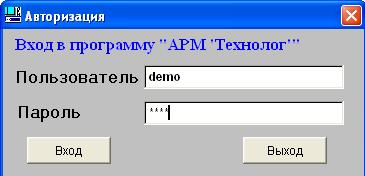 Авторизация
Вход в программу "АРМ 'Технолог'"
Пользователь demo
Пароль ****
Вход Выход